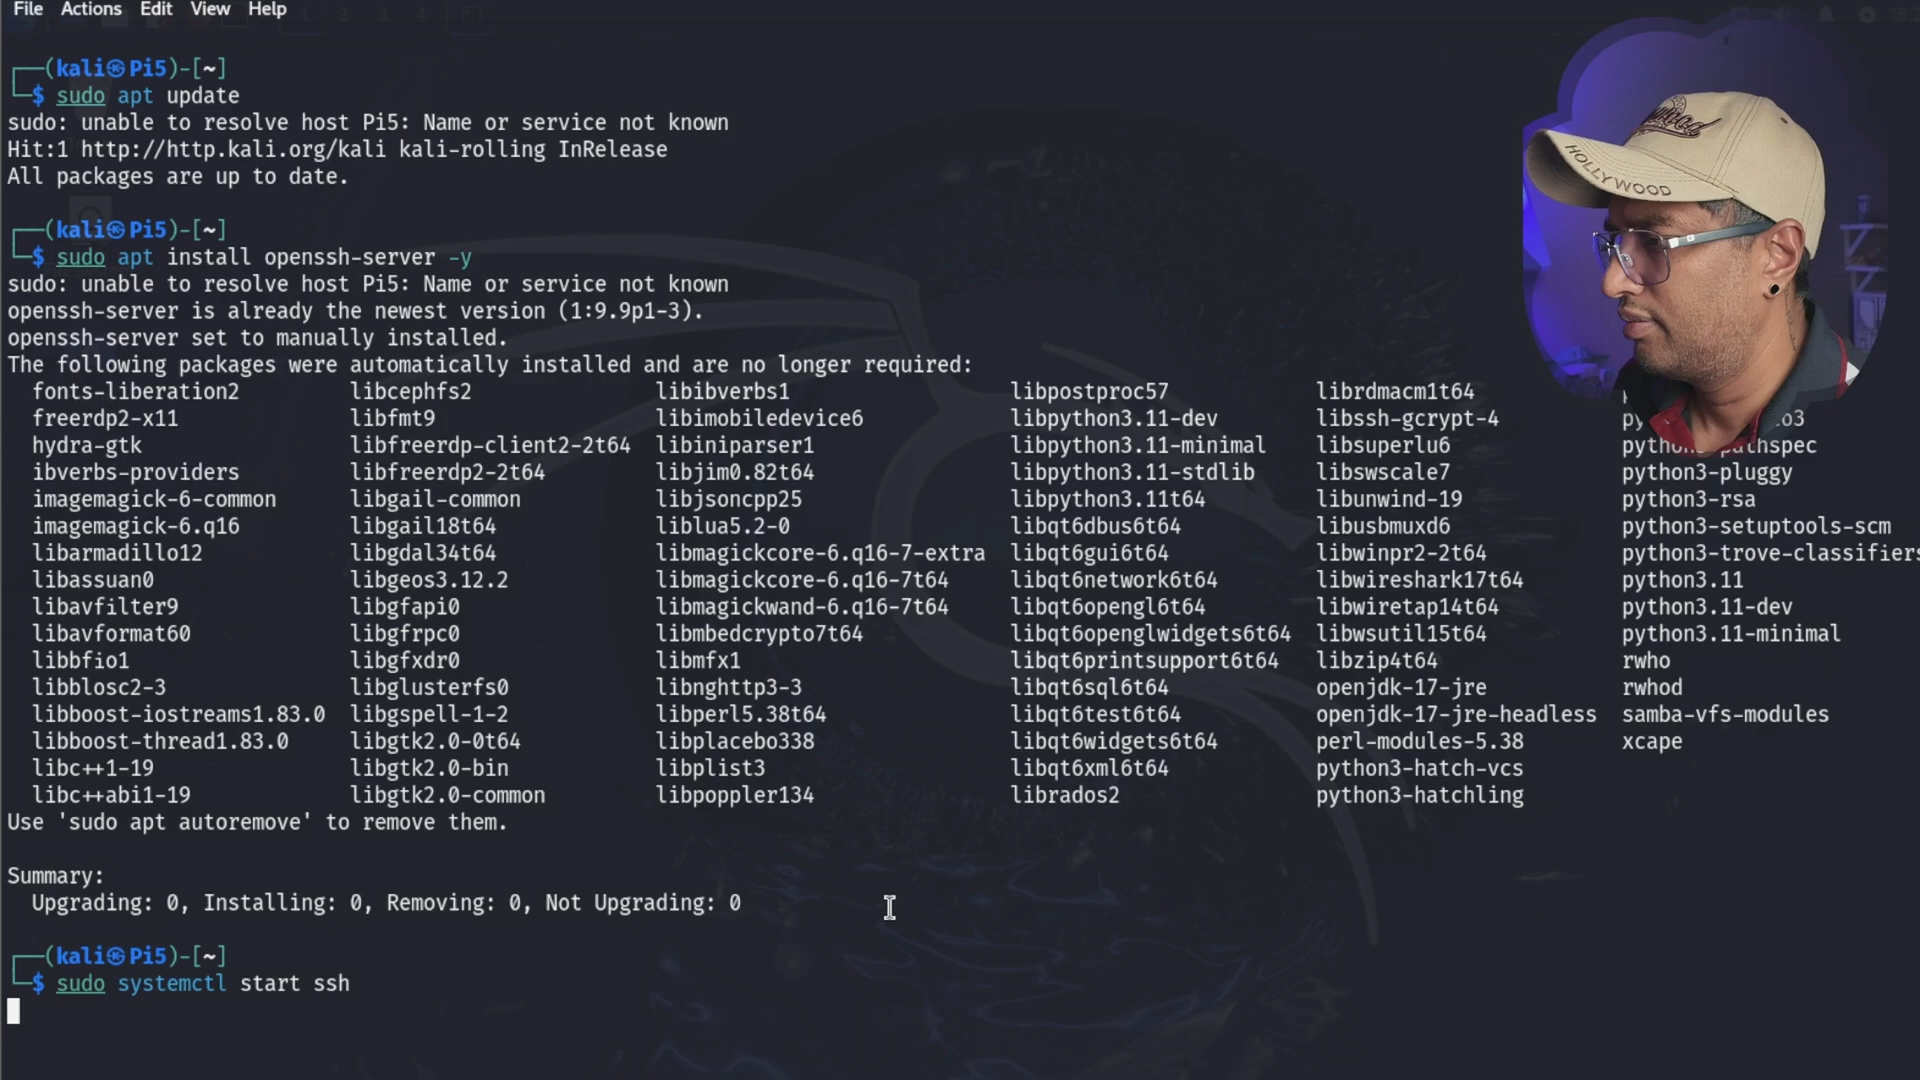 File Actions Edit View Help
(kali㉿Pi5)-[~]
$ sudo apt update
sudo: unable to resolve host Pi5: Name or service not known
Hit:1 http://http.kali.org/kali kali-rolling InRelease
All packages are up to date.
(kali㉿Pi5)-[~]
$ sudo apt install openssh-server -y
sudo: unable to resolve host Pi5: Name or service not known
openssh-server is already the newest version (1:9.9p1-3).
openssh-server set to manually installed.
The following packages were automatically installed and are no longer required:
fonts-liberation2 libcephfs2 libibverbs1 libpostproc57 librdmacm1t64
freerdp2-x11 libfmt9 libimobiledevice6 libpython3.11-dev libssh-gcrypt-4
hydra-gtk libfreerdp-client2-2t64 libiniparser1 libpython3.11-minimal libsuperlu6
ibverbs-providers libfreerdp2-2t64 libjim0.82t64 libpython3.11-stdlib libswscale7 python3-pluggy
imagemagick-6-common libgail-common libjsoncpp25 libpython3.11t64 libunwind-19 python3-rsa
imagemagick-6.q16 libgail18t64 liblua5.2-0 libqt6dbus6t64 libusbmuxd6 python3-setuptools-scm
libarmadillo12 libgdal34t64 libmagickcore-6.q16-7-extra libqt6gui6t64 libwinpr2-2t64 python3-trove-classifiers
libassuan0 libgeos3.12.2 libmagickcore-6.q16-7t64 libqt6network6t64 libwireshark17t64 python3.11
libavfilter9 libgfapi0 libmagickwand-6.q16-7t64 libqt6opengl6t64 libwiretap14t64 python3.11-dev
libavformat60 libgfrpc0 libmbedcrypto7t64 libqt6openglwidgets6t64 libwsutil15t64 python3.11-minimal
libbfio1 libgfxdr0 libmfx1 libqt6printsupport6t64 libzip4t64 rwho
libblosc2-3 libglusterfs0 libnghttp3-3 libqt6sql6t64 openjdk-17-jre rwhod
libboost-iostreams1.83.0 libgspell-1-2 libperl5.38t64 libqt6test6t64 openjdk-17-jre-headless samba-vfs-modules
libboost-thread1.83.0 libgtk2.0-0t64 libplacebo338 libqt6widgets6t64 perl-modules-5.38 xcape
libc++1-19 libgtk2.0-bin libplist3 libqt6xml6t64 python3-hatch-vcs
libc++abi1-19 libgtk2.0-common libpoppler134 librados2 python3-hatchling
Use 'sudo apt autoremove' to remove them.
Summary:
Upgrading: 0, Installing: 0, Removing: 0, Not Upgrading: 0
(kali㉿Pi5)-[~]
$ sudo systemctl start ssh
HOLLYWOOD